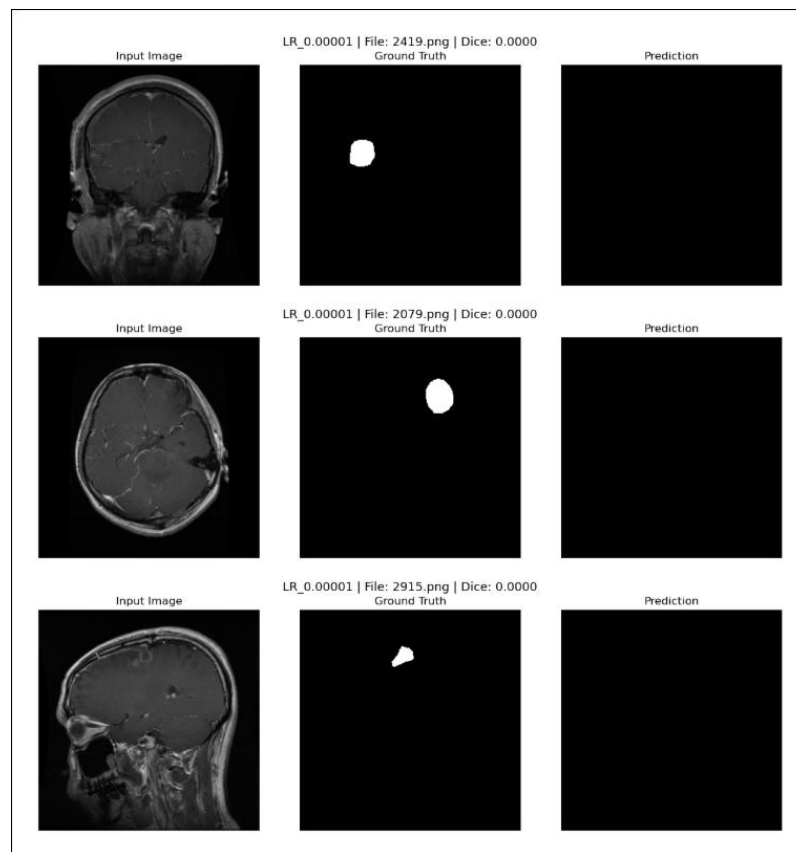 LR_0.00001 | File: 2419.png | Dice: 0.0000
Input Image Ground Truth Prediction
LR_0.00001 | File: 2079.png | Dice: 0.0000
Input Image Ground Truth Prediction
LR_0.00001 | File: 2915.png | Dice: 0.0000
Input Image Ground Truth Prediction